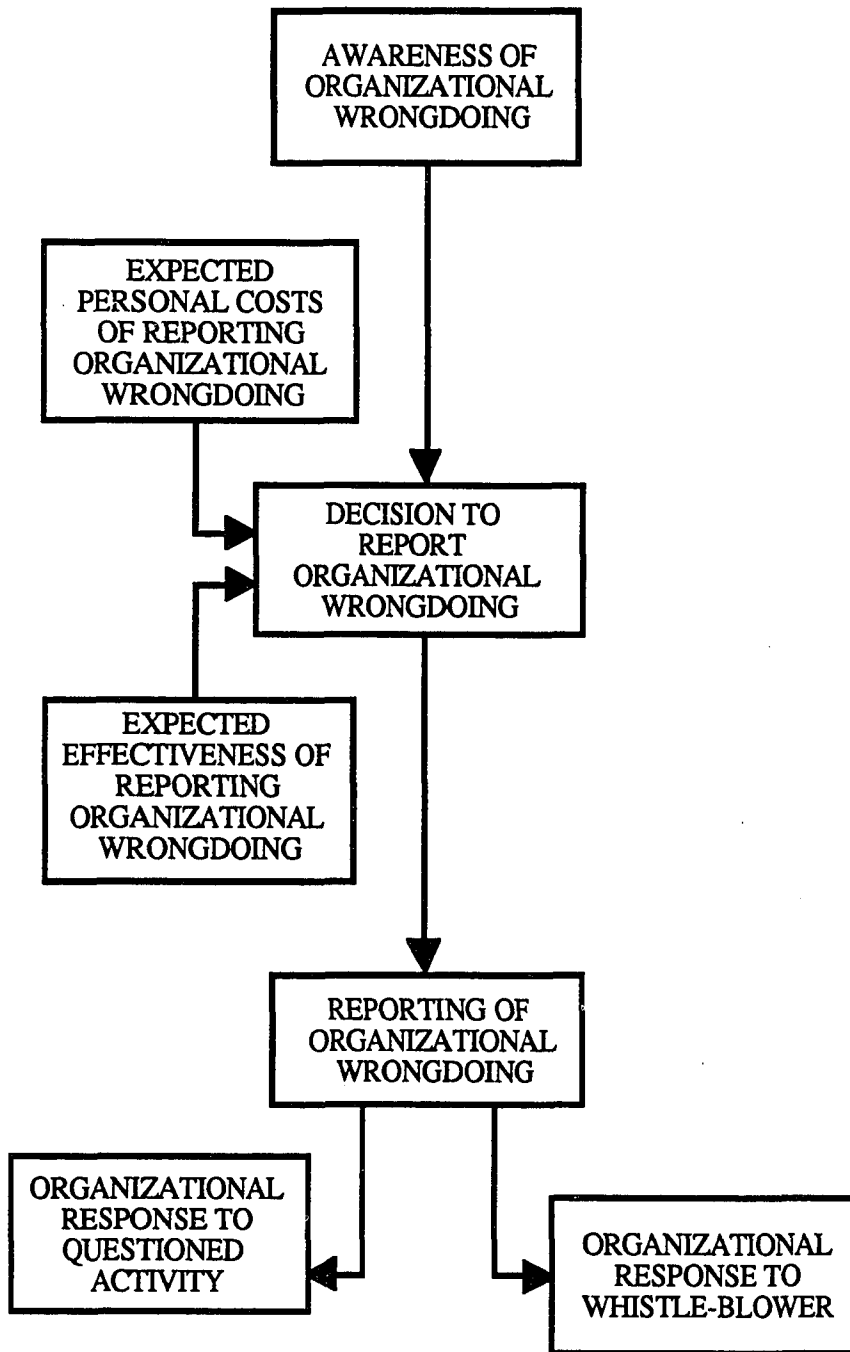 AWARENESS OF
ORGANIZATIONAL
WRONGDOING
EXPECTED
PERSONAL COSTS
OF REPORTING
ORGANIZATIONAL
WRONGDOING
DECISION TO
REPORT
ORGANIZATIONAL
WRONGDOING
EXPECTED
EFFECTIVENESS OF
REPORTING
ORGANIZATIONAL
WRONGDOING
REPORTING OF
ORGANIZATIONAL
WRONGDOING
ORGANIZATIONAL
RESPONSE TO
QUESTIONED
ACTIVITY
ORGANIZATIONAL
RESPONSE TO
WHISTLE-BLOWER